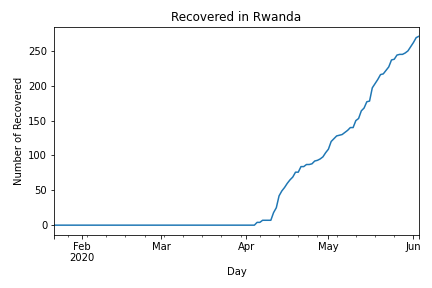 Recovered in Rwanda
Number of Recovered
250
200
150
100
50
0
Feb
2020
Mar
Apr
May
Jun
Day